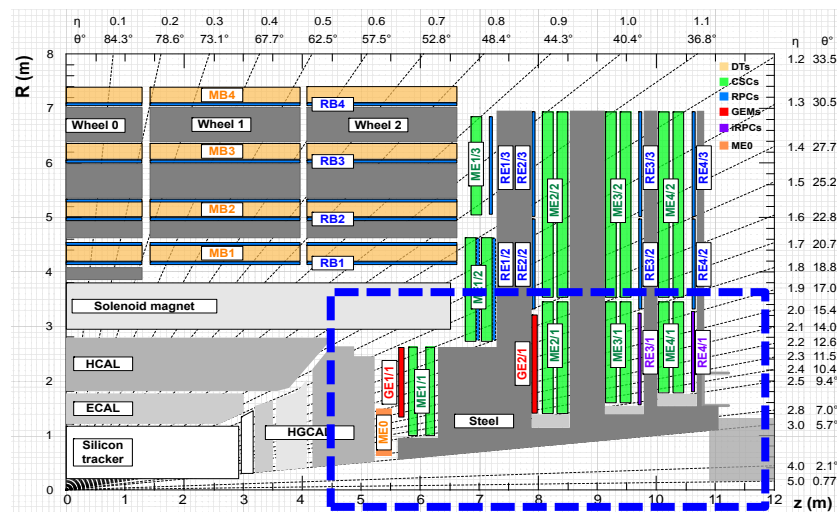 η 0.1 0.2 0.3 0.4 0.5 0.6 0.7 0.8 0.9 1.0 1.1
θ° 84.3° 78.6° 73.1° 67.7° 62.5° 57.5° 52.8° 48.4° 44.3° 40.4° 36.8° η θ°
R (m)
8
7
6
5
4
3
2
1
0
1.2 33.5
1.3 30.5
1.4 27.7
1.5 25.2
1.6 22.8
1.7 20.7
1.8 18.8
1.9 17.0
2.0 15.4
2.1 14.0
2.2 12.6
2.3 11.5
2.4 10.4
2.5 9.4°
2.8 7.0°
3.0 5.7°
4.0 2.1°
5.0 0.77
DTs
CSCs
RPCs
GEMs
iRPCs
ME0
MB4
RB4
Wheel 0
Wheel 1
Wheel 2
MB3
RB3
MB2
RB2
MB1
RB1
Solenoid magnet
HCAL
ECAL
Silicon
tracker
HGCAL
Steel
ME0
GE1/1
ME1/1
ME1/2
ME1/3
RE1/3
RE2/3
RE1/2
RE2/2
GE2/1
ME2/2
ME2/1
ME3/2
ME3/1
RE3/3
RE3/2
RE3/1
ME4/2
ME4/1
RE4/3
RE4/2
RE4/1
0 1 2 3 4 5 6 7 8 9 10 11 12
z (m)